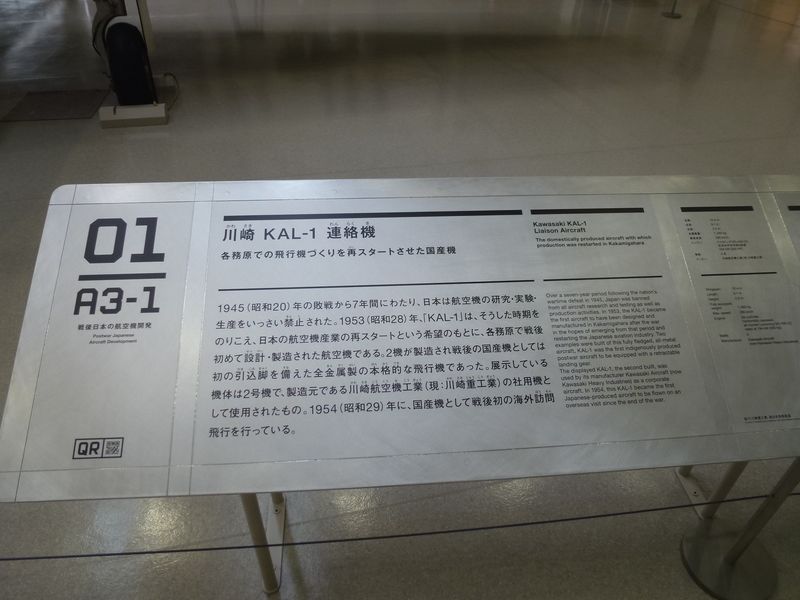 01
A3-1
戦後日本の航空機開発
Postwar Japanese
Aircraft Development
QR
かわ さき れん らく き
川崎 KAL-1 連絡機
各務原での飛行機づくりを再スタートさせた国産機
1945(昭和20)年の敗戦から7年間にわたり、日本は航空機の研究・実験・
生産をいっさい禁止された。1953(昭和28)年、「KAL-1」は、そうした時期を
のりこえ、日本の航空機産業の再スタートという希望のもとに、各務原で戦後
初めて設計・製造された航空機である。2機が製造され戦後の国産機としては
初の引込脚を備えた全金属製の本格的な飛行機であった。展示している
機体は2号機で、製造元である川崎航空機工業(現:川崎重工業)の社用機と
して使用されたもの。1954(昭和29)年に、国産機として戦後初の海外訪問
飛行を行っている。
Kawasaki KAL-1
Liaison Aircraft
The domestically produced aircraft with which
production was restarted in Kakamigahara
Over a seven-year period following the nation's
wartime defeat in 1945, Japan was banned
from all aircraft research and testing as well as
production activities. In 1953, the KAL-1 became
the first aircraft to have been designed and
manufactured in Kakamigahara after the war
in the hopes of emerging from that period and
restarting the Japanese aviation industry. Two
examples were built of this fully fledged, all-metal
aircraft, KAL-1 was the first indigenously produced
postwar aircraft to be equipped with a retractable
landing gear.
The displayed KAL-1, the second built, was
used by its manufacturer Kawasaki Aircraft (now
Kawasaki Heavy Industries) as a corporate
aircraft. In 1954, this KAL-1 became the first
Japanese-produced aircraft to be flown on an
overseas visit since the end of the war.